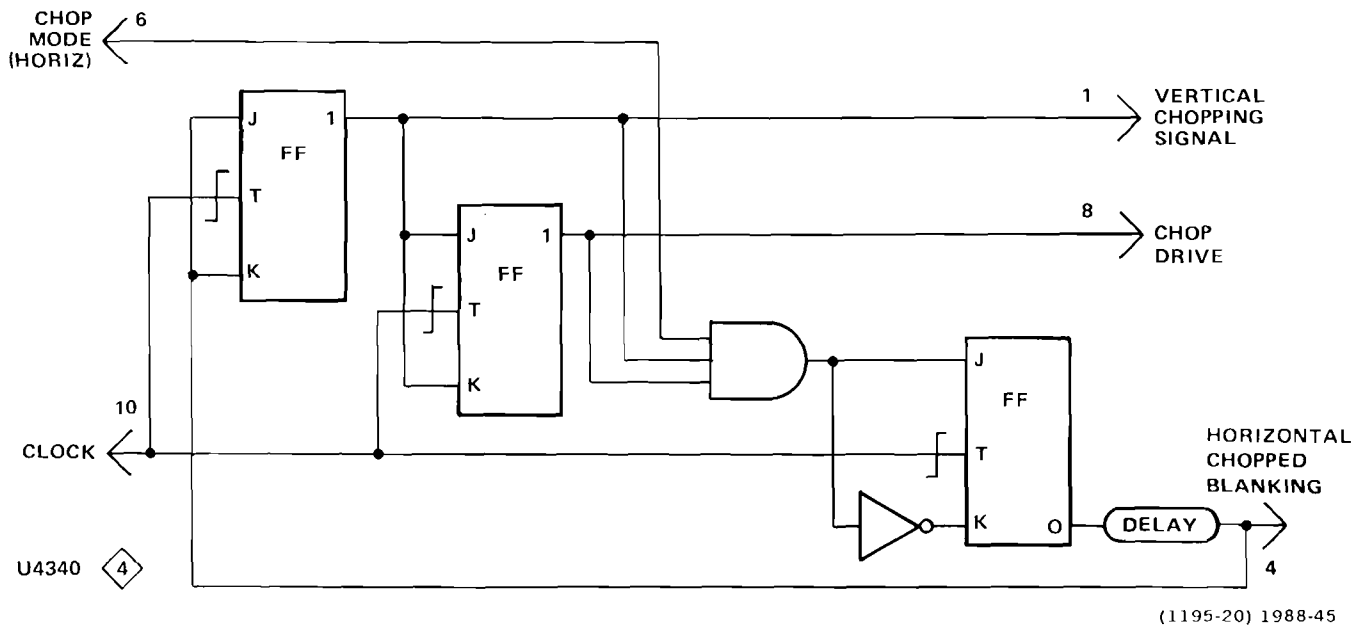 CHOP
MODE
(HORIZ)
6
1
VERTICAL
CHOPPING
SIGNAL
J
1
FF
T
K
8
CHOP
DRIVE
J
1
FF
T
K
10
CLOCK
J
FF
T
K
O
DELAY
HORIZONTAL
CHOPPED
BLANKING
4
U4340
4
(1195-20) 1988-45